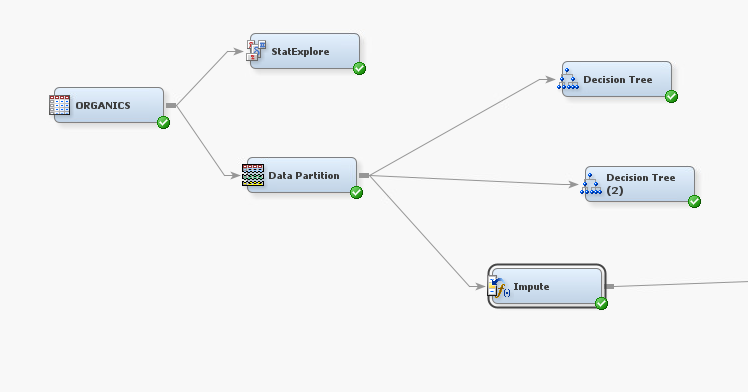 StatExplore
ORGANICS
Decision Tree
Data Partition
Decision Tree
(2)
Impute